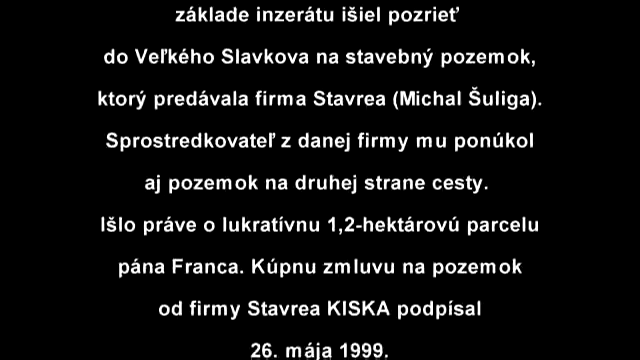 základe inzerátu išiel pozrieť
do Veľkého Slavkova na stavebný pozemok,
ktorý predávala firma Stavrea (Michal Šuliga).
Sprostredkovateľ z danej firmy mu ponúkol
aj pozemok na druhej strane cesty.
Išlo práve o lukratívnu 1,2-hektárovú parcelu
pána Franca. Kúpnu zmluvu na pozemok
od firmy Stavrea KISKA podpísal
26. mája 1999.